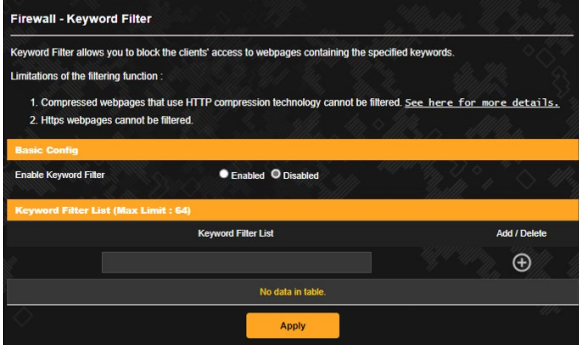 Firewall - Keyword Filter
Keyword Filter allows you to block the clients' access to webpages containing the specified keywords.
Limitations of the filtering function :
1. Compressed webpages that use HTTP compression technology cannot be filtered. See here for more details.
2. Https webpages cannot be filtered.
Basic Config
Enable Keyword Filter Enabled Disabled
Keyword Filter List (Max Limit : 64)
Keyword Filter List Add / Delete
No data in table.
Apply